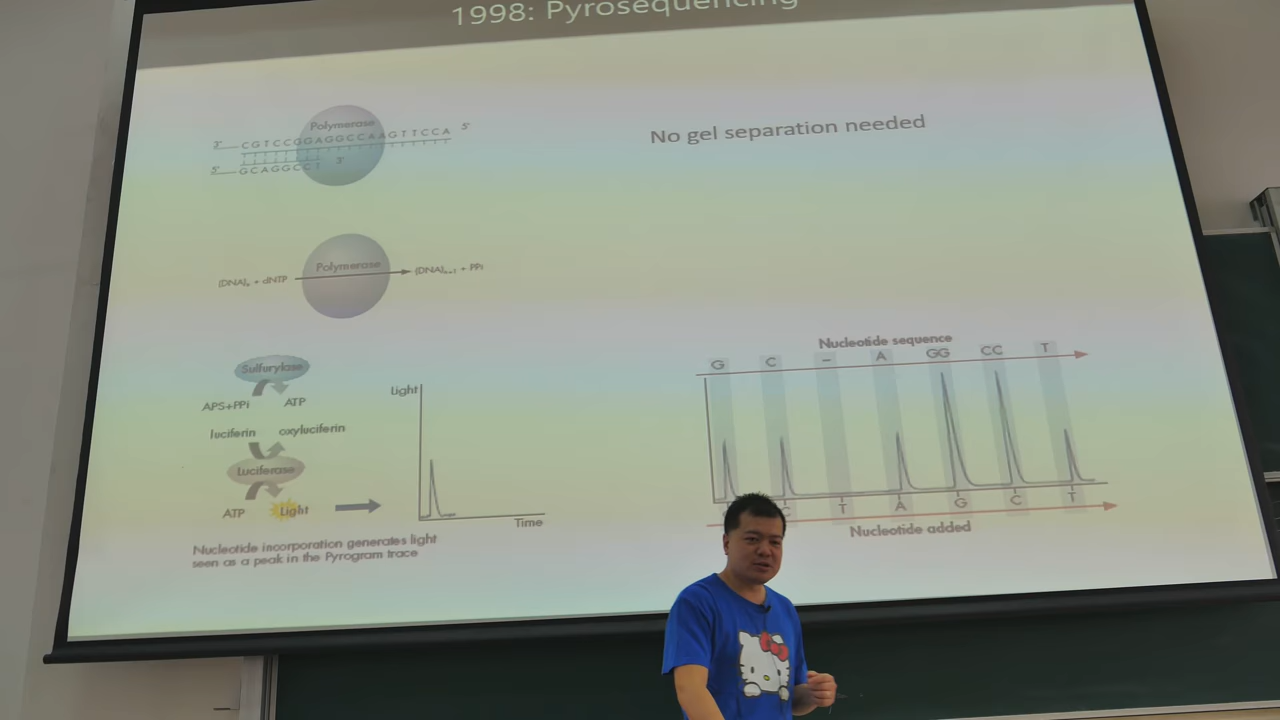 1998: Pyrosequencing
Polymerase
3' CGTCCGGAGGCCAAGTTCCA 5'
5' GCAGGCCT 3'
No gel separation needed
Polymerase
(DNA)n + dNTP
(DNA)n+1 + PPi
Sulfurylase
APS+PPi ATP
luciferin oxyluciferin
Luciferase
ATP Light
Nucleotide incorporation generates light
seen as a peak in the Pyrogram trace
Light
Time
Nucleotide sequence
G C – A GG CC T
C T A G C T
Nucleotide added